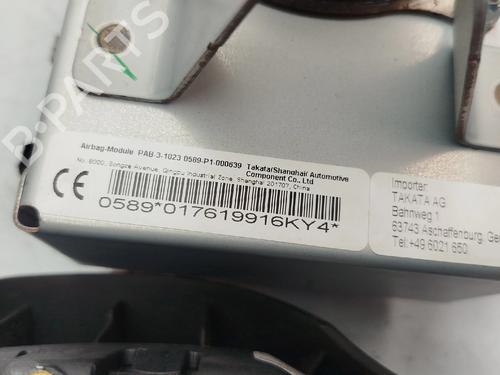 B-PARTS
Airbag-Module PAB-3-1023 0589-P1-000639 Takata(Shanghai) Automotive
Component Co., Ltd
No. 6000, Songze Avenue, Qingpu Industrial Zone, Shanghai 201707, China
CE
0589*017619916KY4*
Importer:
TAKATA AG
Bahnweg 1
63743 Aschaffenburg, Ge
Tel:+49 6021 650